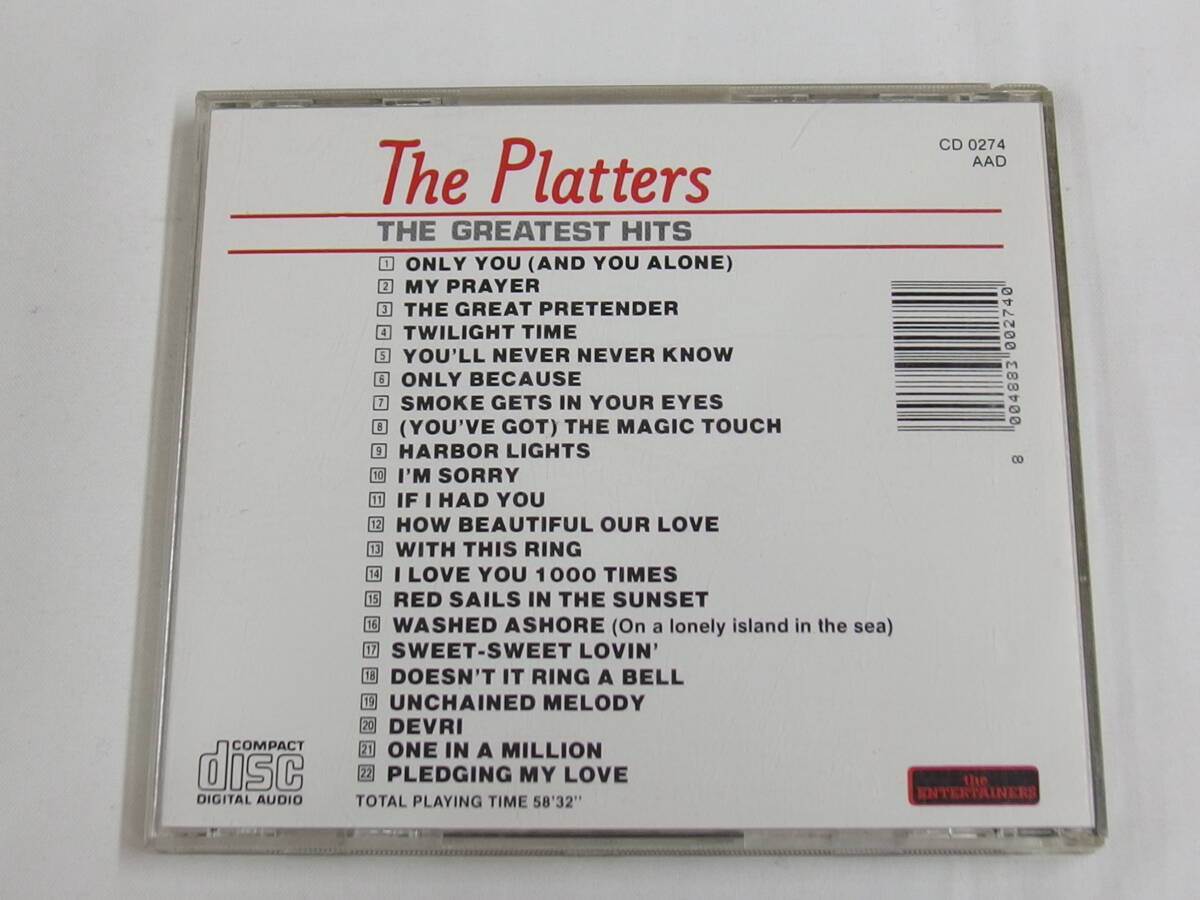 The Platters
CD 0274
AAD
THE GREATEST HITS
1 ONLY YOU (AND YOU ALONE)
2 MY PRAYER
3 THE GREAT PRETENDER
4 TWILIGHT TIME
5 YOU'LL NEVER NEVER KNOW
6 ONLY BECAUSE
7 SMOKE GETS IN YOUR EYES
8 (YOU'VE GOT) THE MAGIC TOUCH
9 HARBOR LIGHTS
10 I'M SORRY
11 IF I HAD YOU
12 HOW BEAUTIFUL OUR LOVE
13 WITH THIS RING
14 I LOVE YOU 1000 TIMES
15 RED SAILS IN THE SUNSET
16 WASHED ASHORE (On a lonely island in the sea)
17 SWEET-SWEET LOVIN'
18 DOESN'T IT RING A BELL
19 UNCHAINED MELODY
20 DEVRI
21 ONE IN A MILLION
22 PLEDGING MY LOVE
TOTAL PLAYING TIME 58'32''
004883 002740
8
COMPACT
disc
DIGITAL AUDIO
the
ENTERTAINERS